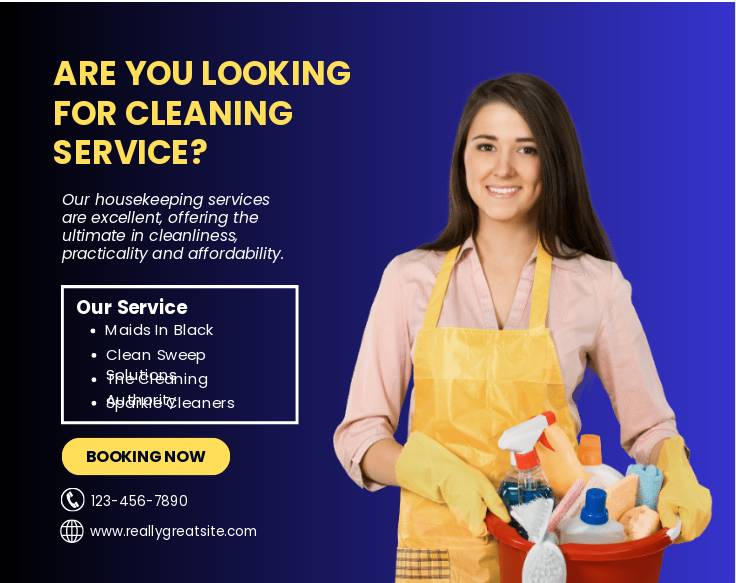 ARE YOU LOOKING
FOR CLEANING
SERVICE?
Our housekeeping services
are excellent, offering the
ultimate in cleanliness,
practicality and affordability.
Our Service
• Maids In Black
• Clean Sweep
Solutions
• The Cleaning
Authority
• Sparkle Cleaners
BOOKING NOW
123-456-7890
www.reallygreatsite.com